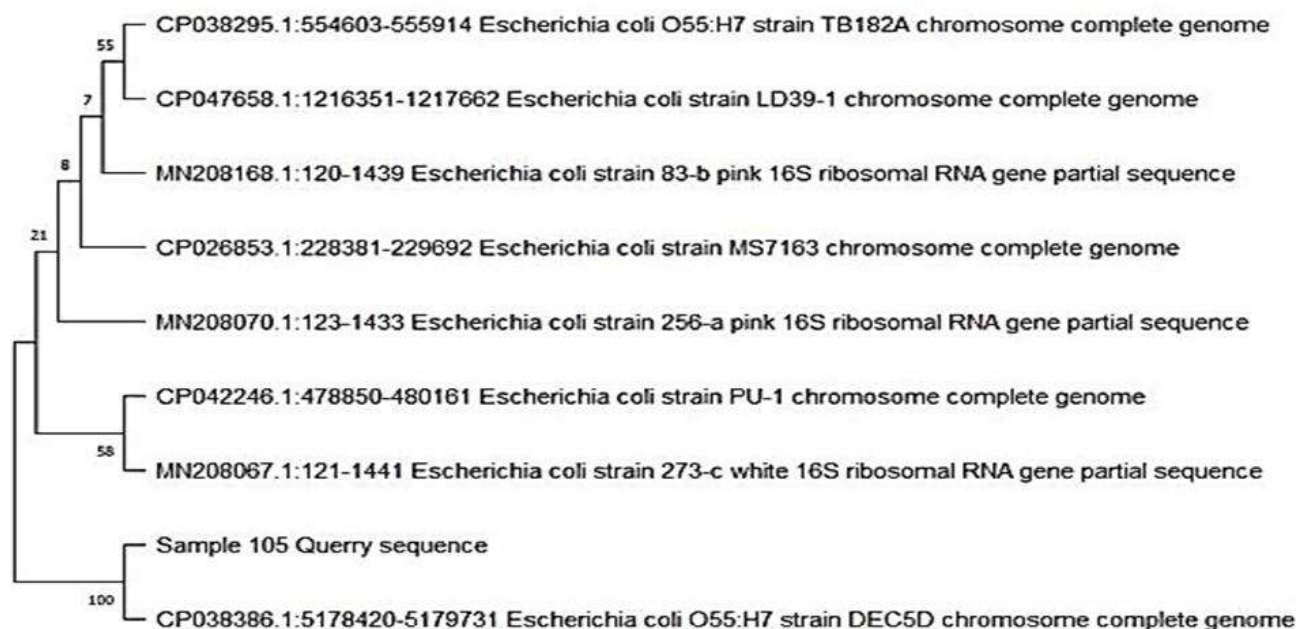 CP038295.1:554603-555914 Escherichia coli O55:H7 strain TB182A chromosome complete genome
55
7
CP047658.1:1216351-1217662 Escherichia coli strain LD39-1 chromosome complete genome
8
MN208168.1:120-1439 Escherichia coli strain 83-b pink 16S ribosomal RNA gene partial sequence
21
CP026853.1:228381-229692 Escherichia coli strain MS7163 chromosome complete genome
MN208070.1:123-1433 Escherichia coli strain 256-a pink 16S ribosomal RNA gene partial sequence
CP042246.1:478850-480161 Escherichia coli strain PU-1 chromosome complete genome
58
MN208067.1:121-1441 Escherichia coli strain 273-c white 16S ribosomal RNA gene partial sequence
Sample 105 Querry sequence
100
CP038386.1:5178420-5179731 Escherichia coli O55:H7 strain DEC5D chromosome complete genome